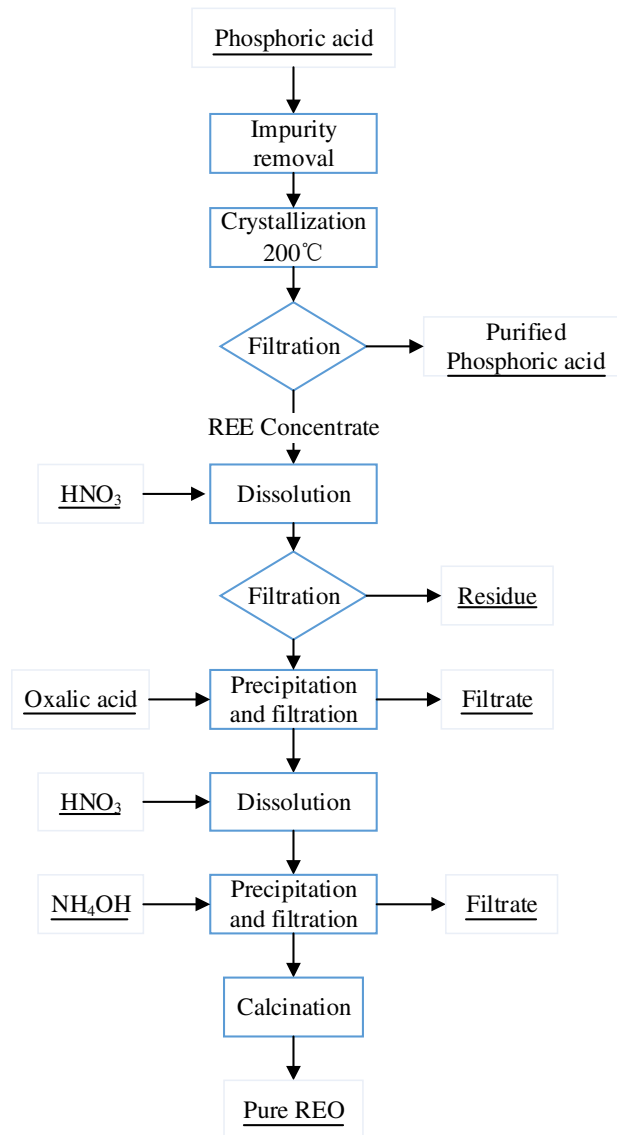 Phosphoric acid
Impurity
removal
Crystallization
200℃
Filtration
Purified
Phosphoric acid
REE Concentrate
HNO₃
Dissolution
Filtration
Residue
Oxalic acid
Precipitation
and filtration
Filtrate
HNO₃
Dissolution
NH₄OH
Precipitation
and filtration
Filtrate
Calcination
Pure REO